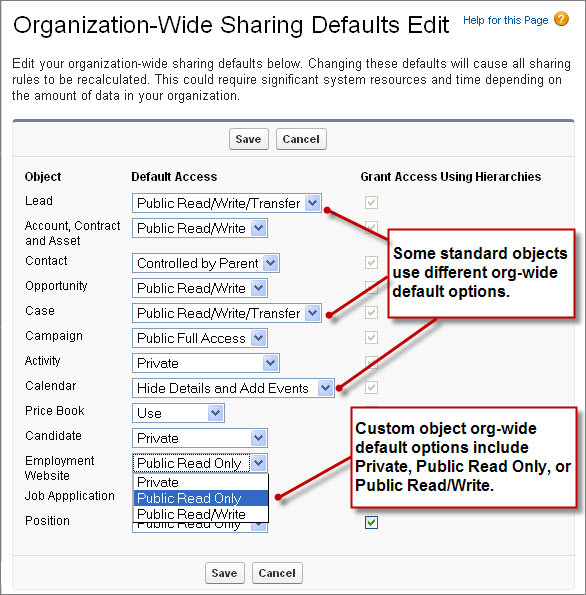 Organization-Wide Sharing Defaults Edit
Help for this Page ?
Edit your organization-wide sharing defaults below. Changing these defaults will cause all sharing
rules to be recalculated. This could require significant system resources and time depending on
the amount of data in your organization.
Save Cancel
Object Default Access Grant Access Using Hierarchies
Lead Public Read/Write/Transfer
Account, Contract
and Asset Public Read/Write
Contact Controlled by Parent
Opportunity Public Read/Write
Case Public Read/Write/Transfer
Campaign Public Full Access
Activity Private
Calendar Hide Details and Add Events
Price Book Use
Candidate Private
Employment
Website Public Read Only
Private
Job Appplication Public Read Only
Public Read/Write
Position Public Read Only
Some standard objects
use different org-wide
default options.
Custom object org-wide
default options include
Private, Public Read Only, or
Public Read/Write.
Save Cancel